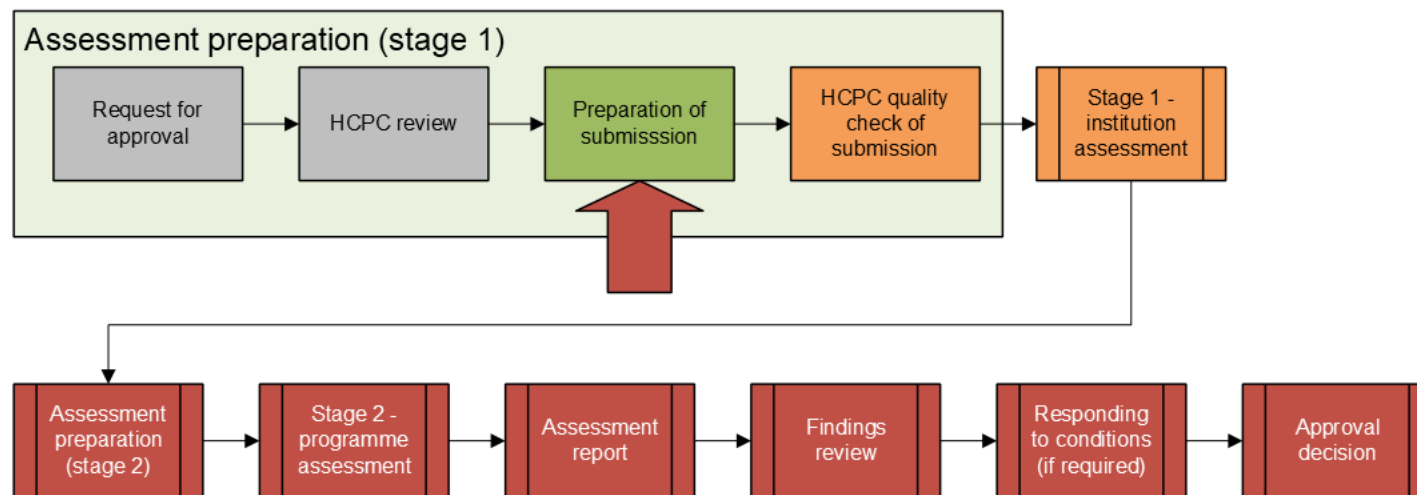 Assessment preparation (stage 1)
Request for
approval
HCPC review
Preparation of
submisssion
HCPC quality
check of
submission
Stage 1 -
institution
assessment
Assessment
preparation
(stage 2)
Stage 2 -
programme
assessment
Assessment
report
Findings
review
Responding
to conditions
(if required)
Approval
decision